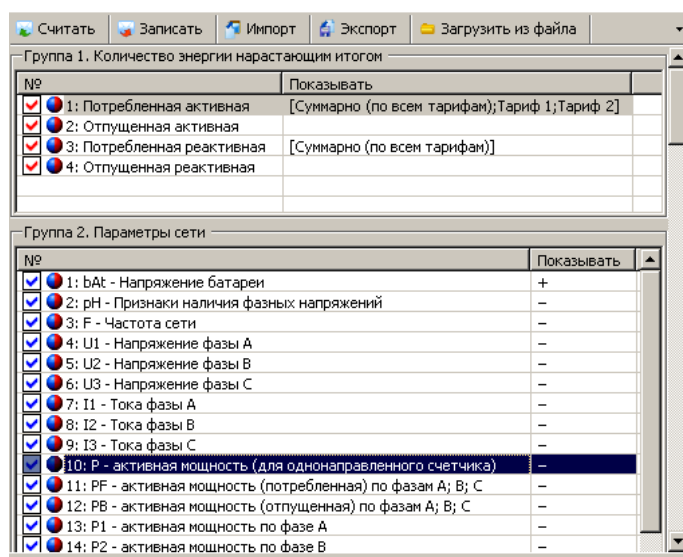 Считать Записать Импорт Экспорт Загрузить из файла
Группа 1. Количество энергии нарастающим итогом
№ Показывать
1: Потребленная активная [Суммарно (по всем тарифам);Тариф 1;Тариф 2]
2: Отпущенная активная
3: Потребленная реактивная [Суммарно (по всем тарифам)]
4: Отпущенная реактивная
Группа 2. Параметры сети
№ Показывать
1: bAt - Напряжение батареи +
2: pH - Признаки наличия фазных напряжений –
3: F - Частота сети –
4: U1 - Напряжение фазы А –
5: U2 - Напряжение фазы В –
6: U3 - Напряжение фазы С –
7: I1 - Тока фазы А –
8: I2 - Тока фазы В –
9: I3 - Тока фазы С –
10: P - активная мощность (для однонаправленного счетчика) –
11: PF - активная мощность (потребленная) по фазам А; В; С –
12: PB - активная мощность (отпущенная) по фазам А; В; С –
13: P1 - активная мощность по фазе А –
14: P2 - активная мощность по фазе В –